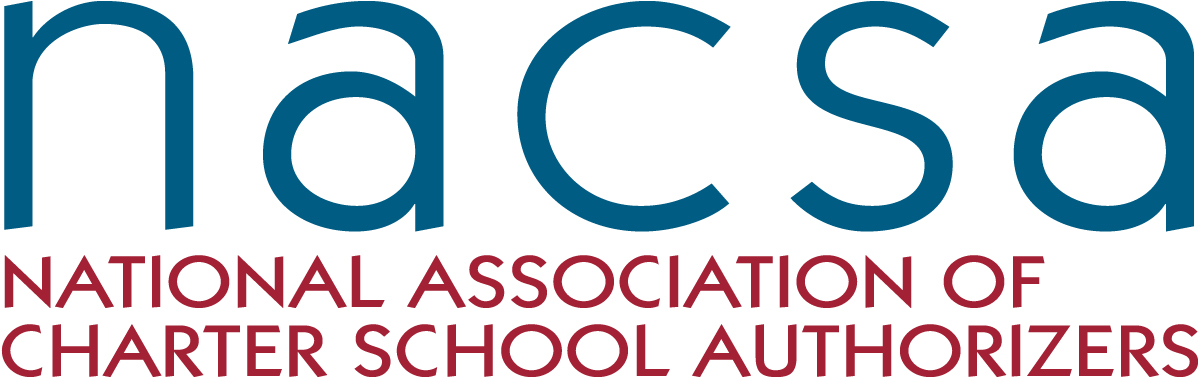 nacsa
NATIONAL ASSOCIATION OF
CHARTER SCHOOL AUTHORIZERS